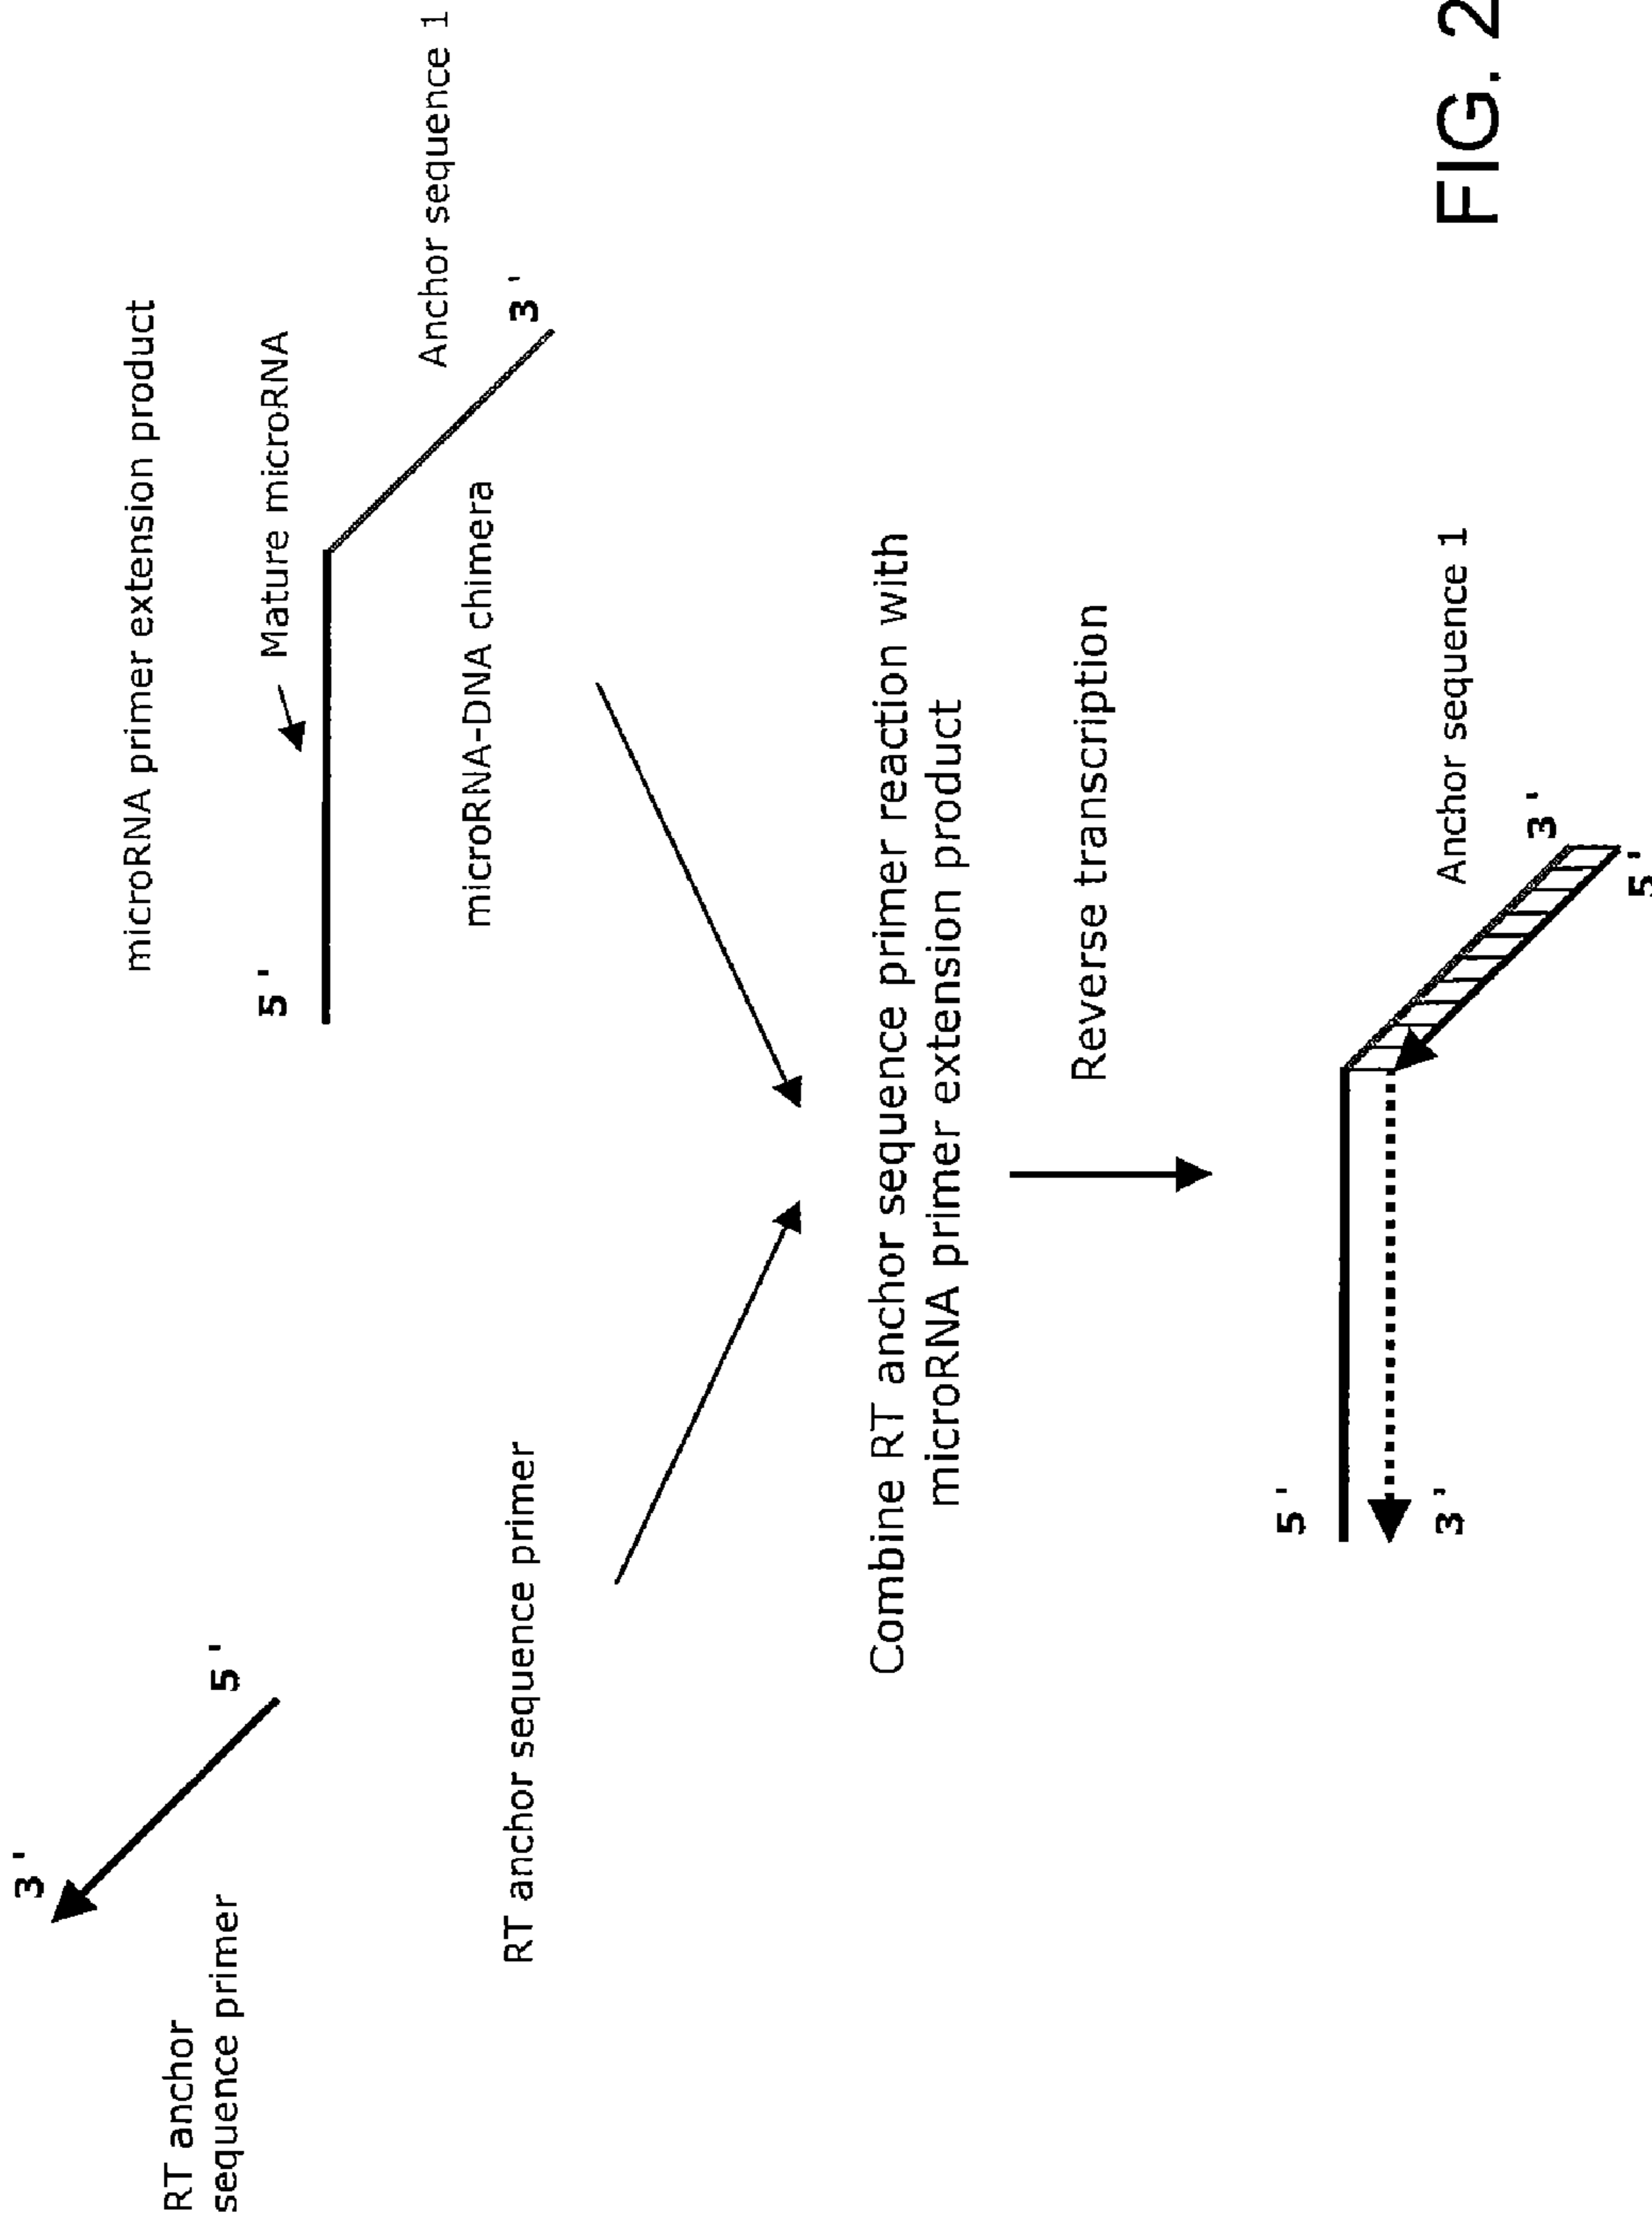 microRNA primer extension product
3'
5'
RT anchor
sequence primer
5'
Mature microRNA
Anchor sequence 1
3'
RT anchor sequence primer
microRNA-DNA chimera
Combine RT anchor sequence primer reaction with
microRNA primer extension product
Reverse transcription
5'
3'
Anchor sequence 1
3'
5'
FIG. 2